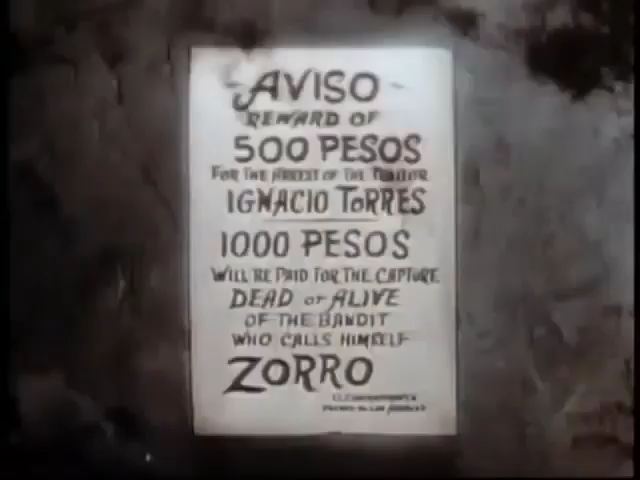 AVISO
REWARD OF
500 PESOS
FOR THE ARREST OF THE TRAITOR
IGNACIO TORRES
1000 PESOS
WILL BE PAID FOR THE CAPTURE
DEAD or ALIVE
OF THE BANDIT
WHO CALLS HIMSELF
ZORRO